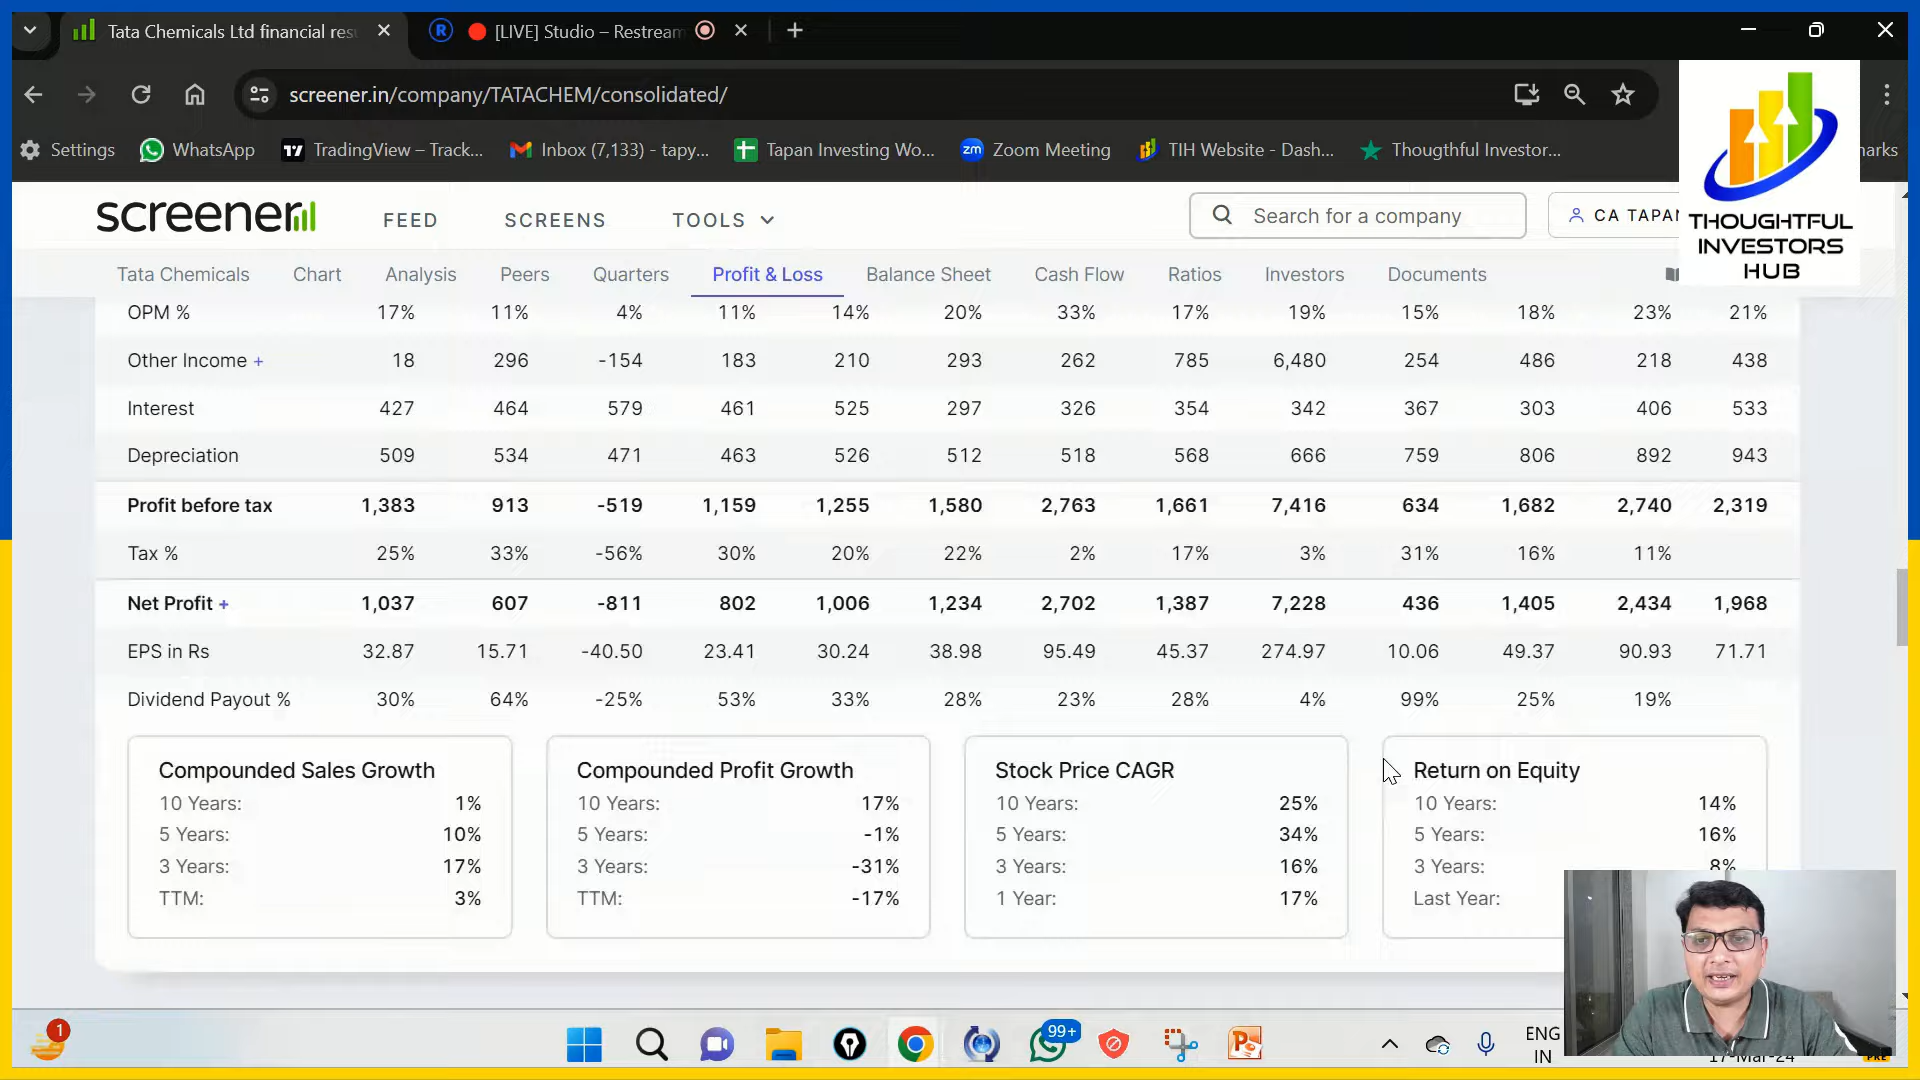 Tata Chemicals Ltd financial res
[LIVE] Studio – Restream
screener.in/company/TATACHEM/consolidated/
Settings WhatsApp TradingView – Track... Inbox (7,133) - tapy... Tapan Investing Wo... Zoom Meeting TIH Website - Dash... Thougthful Investor... arks
screener FEED SCREENS TOOLS Search for a company CA TAPAN
THOUGHTFUL
INVESTORS
HUB
Tata Chemicals Chart Analysis Peers Quarters Profit & Loss Balance Sheet Cash Flow Ratios Investors Documents
OPM % 17% 11% 4% 11% 14% 20% 33% 17% 19% 15% 18% 23% 21%
Other Income + 18 296 -154 183 210 293 262 785 6,480 254 486 218 438
Interest 427 464 579 461 525 297 326 354 342 367 303 406 533
Depreciation 509 534 471 463 526 512 518 568 666 759 806 892 943
Profit before tax 1,383 913 -519 1,159 1,255 1,580 2,763 1,661 7,416 634 1,682 2,740 2,319
Tax % 25% 33% -56% 30% 20% 22% 2% 17% 3% 31% 16% 11%
Net Profit + 1,037 607 -811 802 1,006 1,234 2,702 1,387 7,228 436 1,405 2,434 1,968
EPS in Rs 32.87 15.71 -40.50 23.41 30.24 38.98 95.49 45.37 274.97 10.06 49.37 90.93 71.71
Dividend Payout % 30% 64% -25% 53% 33% 28% 23% 28% 4% 99% 25% 19%
Compounded Sales Growth
10 Years: 1%
5 Years: 10%
3 Years: 17%
TTM: 3%
Compounded Profit Growth
10 Years: 17%
5 Years: -1%
3 Years: -31%
TTM: -17%
Stock Price CAGR
10 Years: 25%
5 Years: 34%
3 Years: 16%
1 Year: 17%
Return on Equity
10 Years: 14%
5 Years: 16%
3 Years: 8%
Last Year:
1
99+
ENG
IN
17-Mar-24
PRE